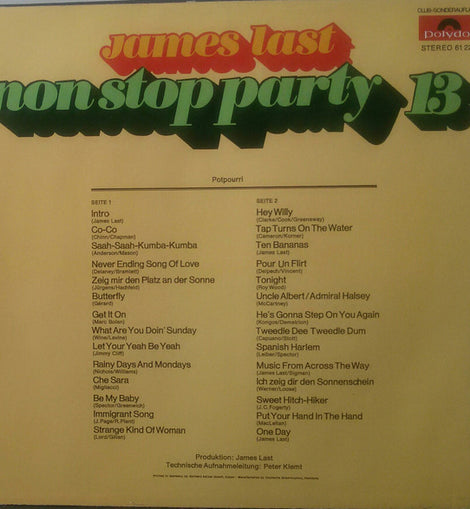 CLUB-SONDERAUFLA
Polydo
STEREO 61 22
james last
non stop party 13
Potpourri
SEITE 1
Intro
(James Last)
Co-Co
(Chinn/Chapman)
Saah-Saah-Kumba-Kumba
(Anderson/Mason)
Never Ending Song Of Love
(Delaney/Bramlett)
Zeig mir den Platz an der Sonne
(Jürgens/Hachfeld)
Butterfly
(Gérard)
Get It On
(Marc Bolan)
What Are You Doin' Sunday
(Wine/Levine)
Let Your Yeah Be Yeah
(Jimmy Cliff)
Rainy Days And Mondays
(Nichols/Williams)
Che Sara
(Migliacci)
Be My Baby
(Spector/Greenwich)
Immigrant Song
(J. Page/R. Plant)
Strange Kind Of Woman
(Lord/Gillan)
SEITE 2
Hey Willy
(Clarke/Cook/Greenaway)
Tap Turns On The Water
(Cameron/Korner)
Ten Bananas
(James Last)
Pour Un Flirt
(Delpech/Vincent)
Tonight
(Roy Wood)
Uncle Albert/Admiral Halsey
(McCartney)
He's Gonna Step On You Again
(Kongos/Demetriou)
Tweedle Dee Tweedle Dum
(Capuano/Stott)
Spanish Harlem
(Leiber/Spector)
Music From Across The Way
(James Last/Sigman)
Ich zeig dir den Sonnenschein
(Werner/Loose)
Sweet Hitch-Hiker
(J. C. Fogerty)
Put Your Hand In The Hand
(MacLellan)
One Day
(James Last)
Produktion: James Last
Technische Aufnahmeleitung: Peter Klemt